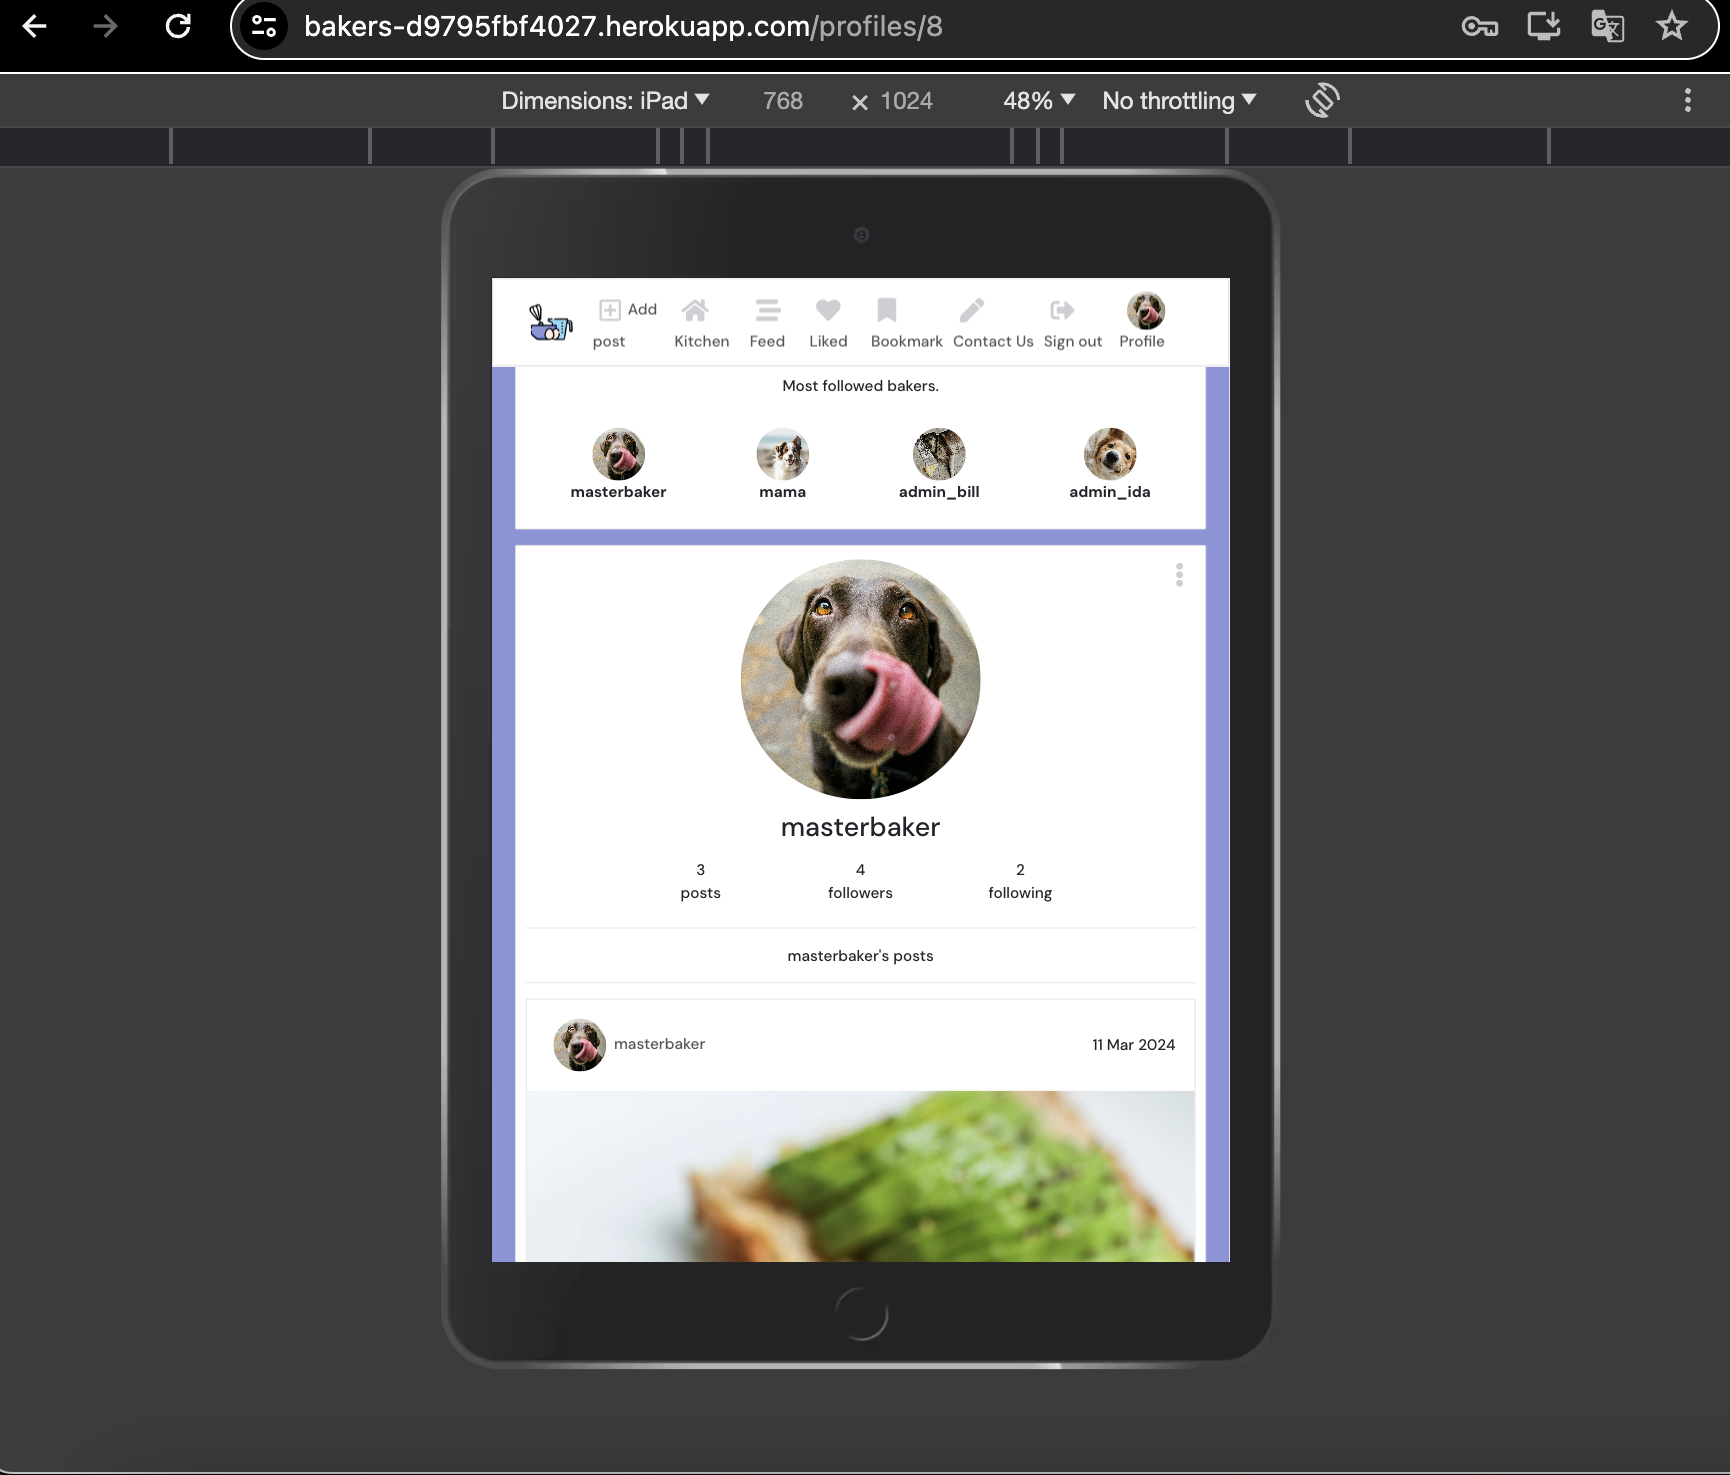 bakers-d9795fbf4027.herokuapp.com/profiles/8
Dimensions: iPad 768 × 1024 48% No throttling
Add
post Kitchen Feed Liked Bookmark Contact Us Sign out Profile
Most followed bakers.
masterbaker mama admin_bill admin_ida
masterbaker
3 4 2
posts followers following
masterbaker's posts
masterbaker 11 Mar 2024